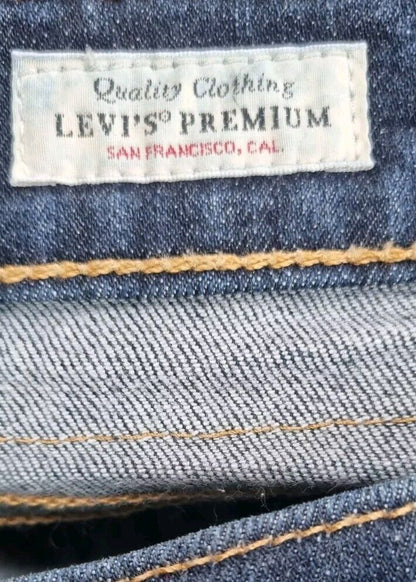 Quality Clothing
LEVI'S® PREMIUM
SAN FRANCISCO, CAL.